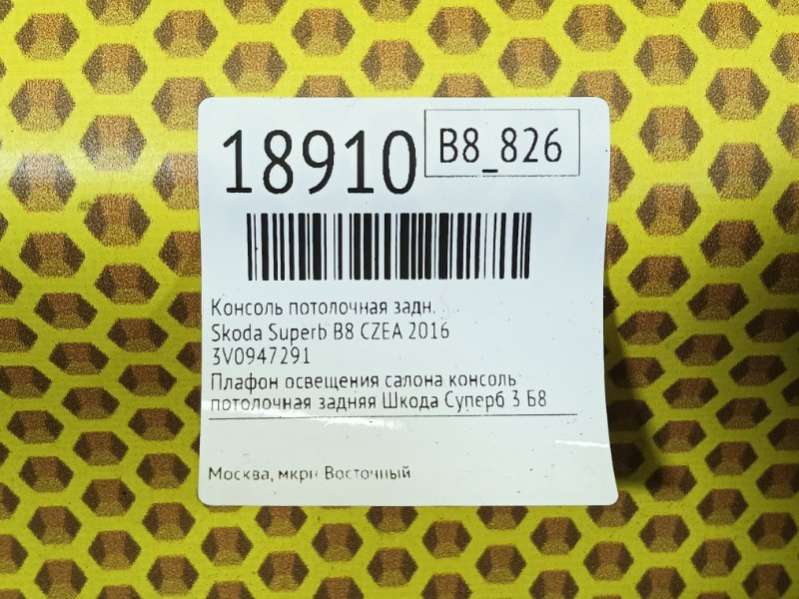 18910
B8_826
Консоль потолочная задн.
Skoda Superb B8 CZEA 2016
3V0947291
Плафон освещения салона консоль
потолочная задняя Шкода Суперб 3 Б8
Москва, мкрн Восточный